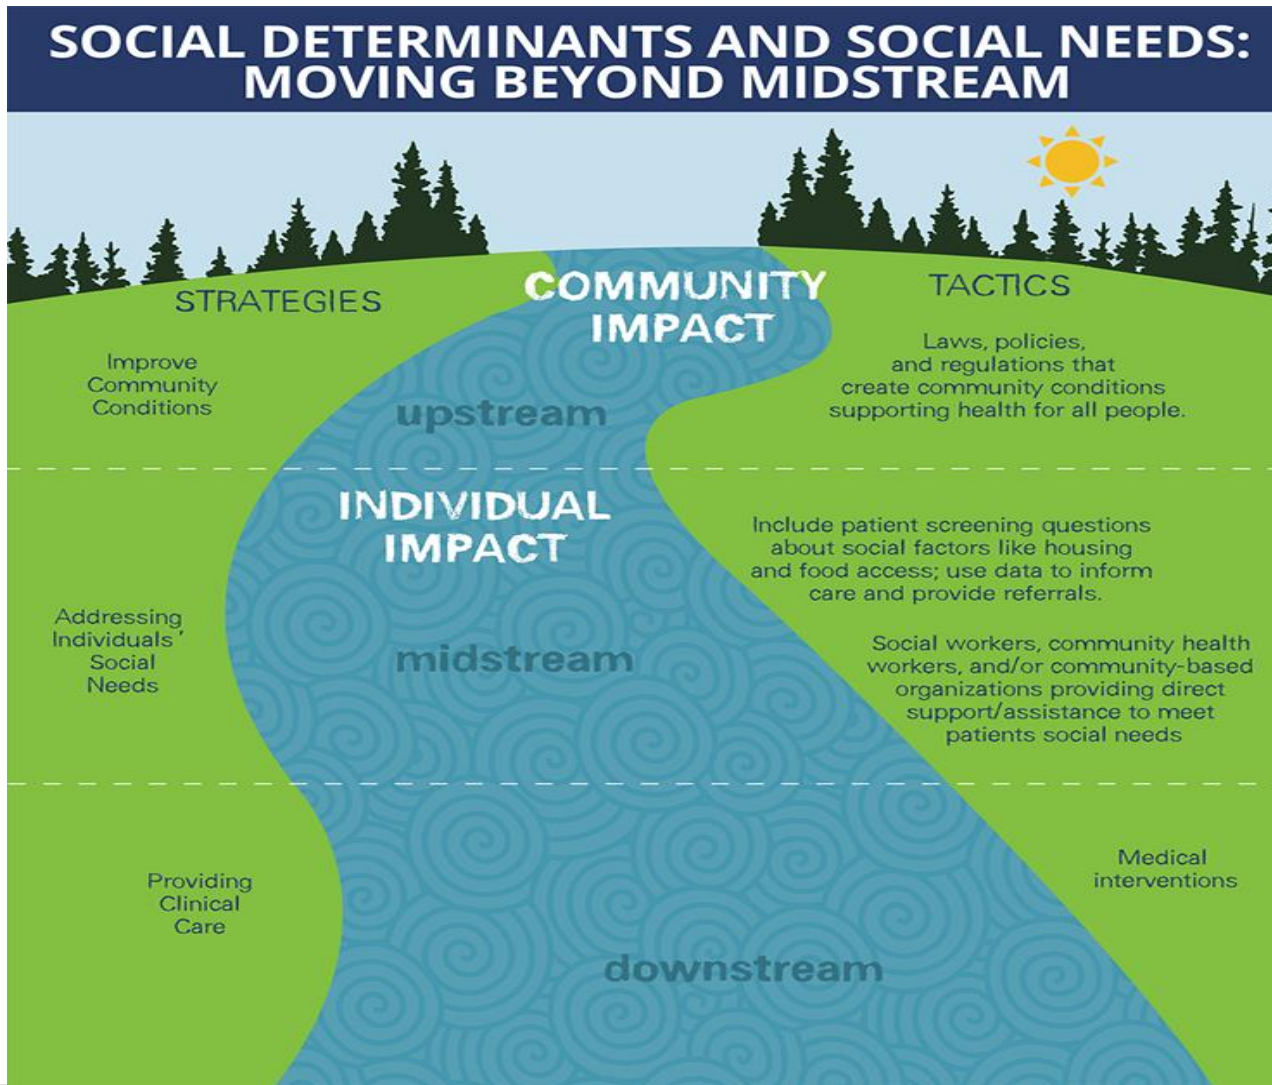 SOCIAL DETERMINANTS AND SOCIAL NEEDS:
MOVING BEYOND MIDSTREAM
STRATEGIES
COMMUNITY
IMPACT
TACTICS
Improve
Community
Conditions
upstream
Laws, policies,
and regulations that
create community conditions
supporting health for all people.
INDIVIDUAL
IMPACT
Addressing
Individuals'
Social
Needs
midstream
Include patient screening questions
about social factors like housing
and food access; use data to inform
care and provide referrals.
Social workers, community health
workers, and/or community-based
organizations providing direct
support/assistance to meet
patients social needs
Providing
Clinical
Care
downstream
Medical
interventions